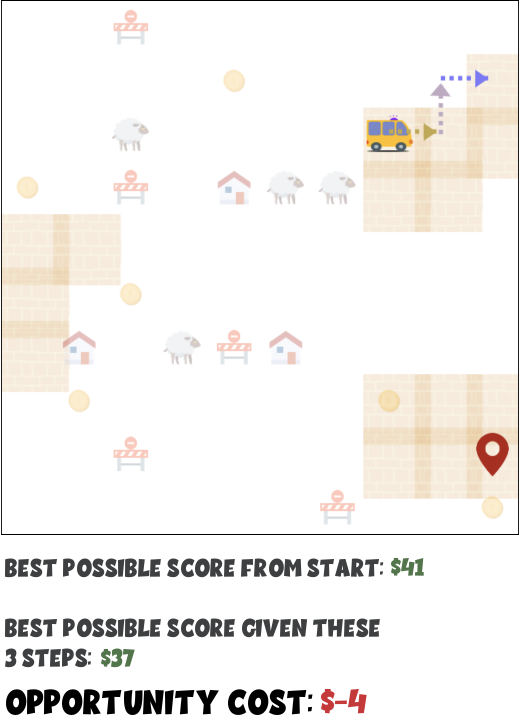 BEST POSSIBLE SCORE FROM START: $41
BEST POSSIBLE SCORE GIVEN THESE
3 STEPS: $37
OPPORTUNITY COST: $-4